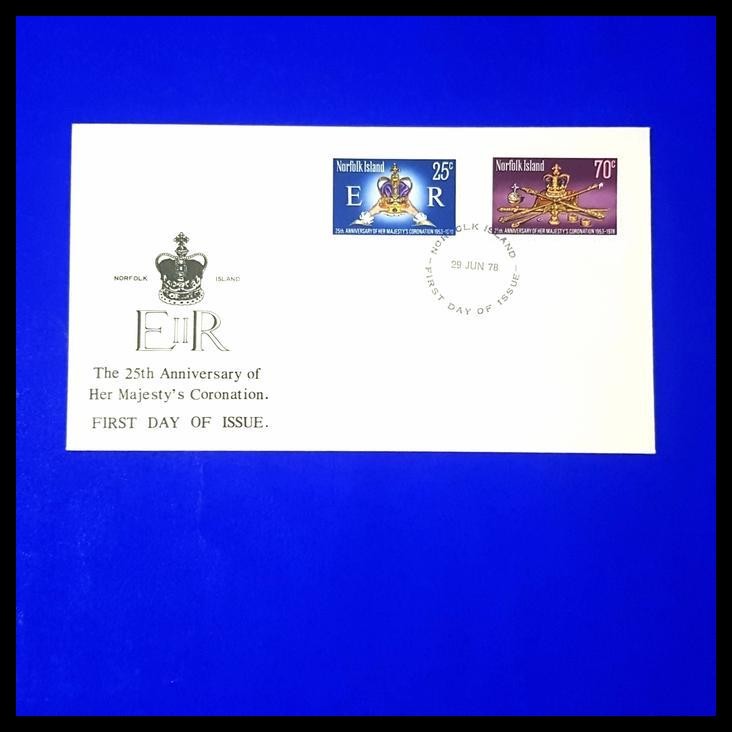 Norfolk Island 25c
E R
25th ANNIVERSARY OF HER MAJESTY'S CORONATION 1953-1978
Norfolk Island 70c
25th ANNIVERSARY OF HER MAJESTY'S CORONATION 1953-1978
NORFOLK ISLAND
29 JUN 78
FIRST DAY OF ISSUE
NORFOLK ISLAND
EIIR
The 25th Anniversary of
Her Majesty's Coronation.
FIRST DAY OF ISSUE.